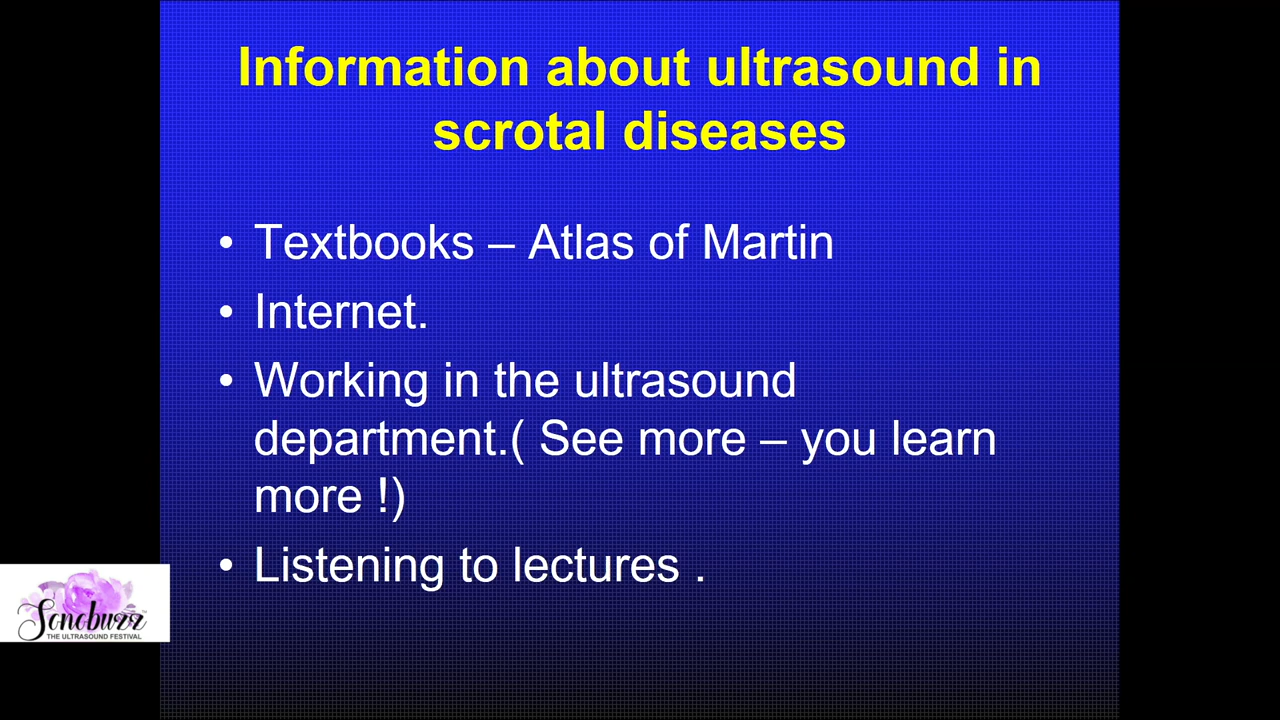 Information about ultrasound in
scrotal diseases
• Textbooks – Atlas of Martin
• Internet.
• Working in the ultrasound
department.( See more – you learn
more !)
• Listening to lectures .
Sonobuzz
THE ULTRASOUND FESTIVAL